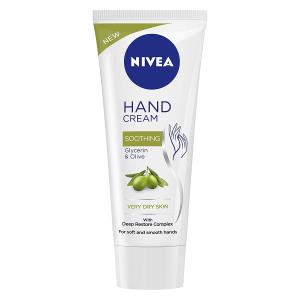 NEW
NIVEA
HAND
CREAM
SOOTHING
Glycerin
& Olive
VERY DRY SKIN
With
Deep Restore Complex
For soft and smooth hands